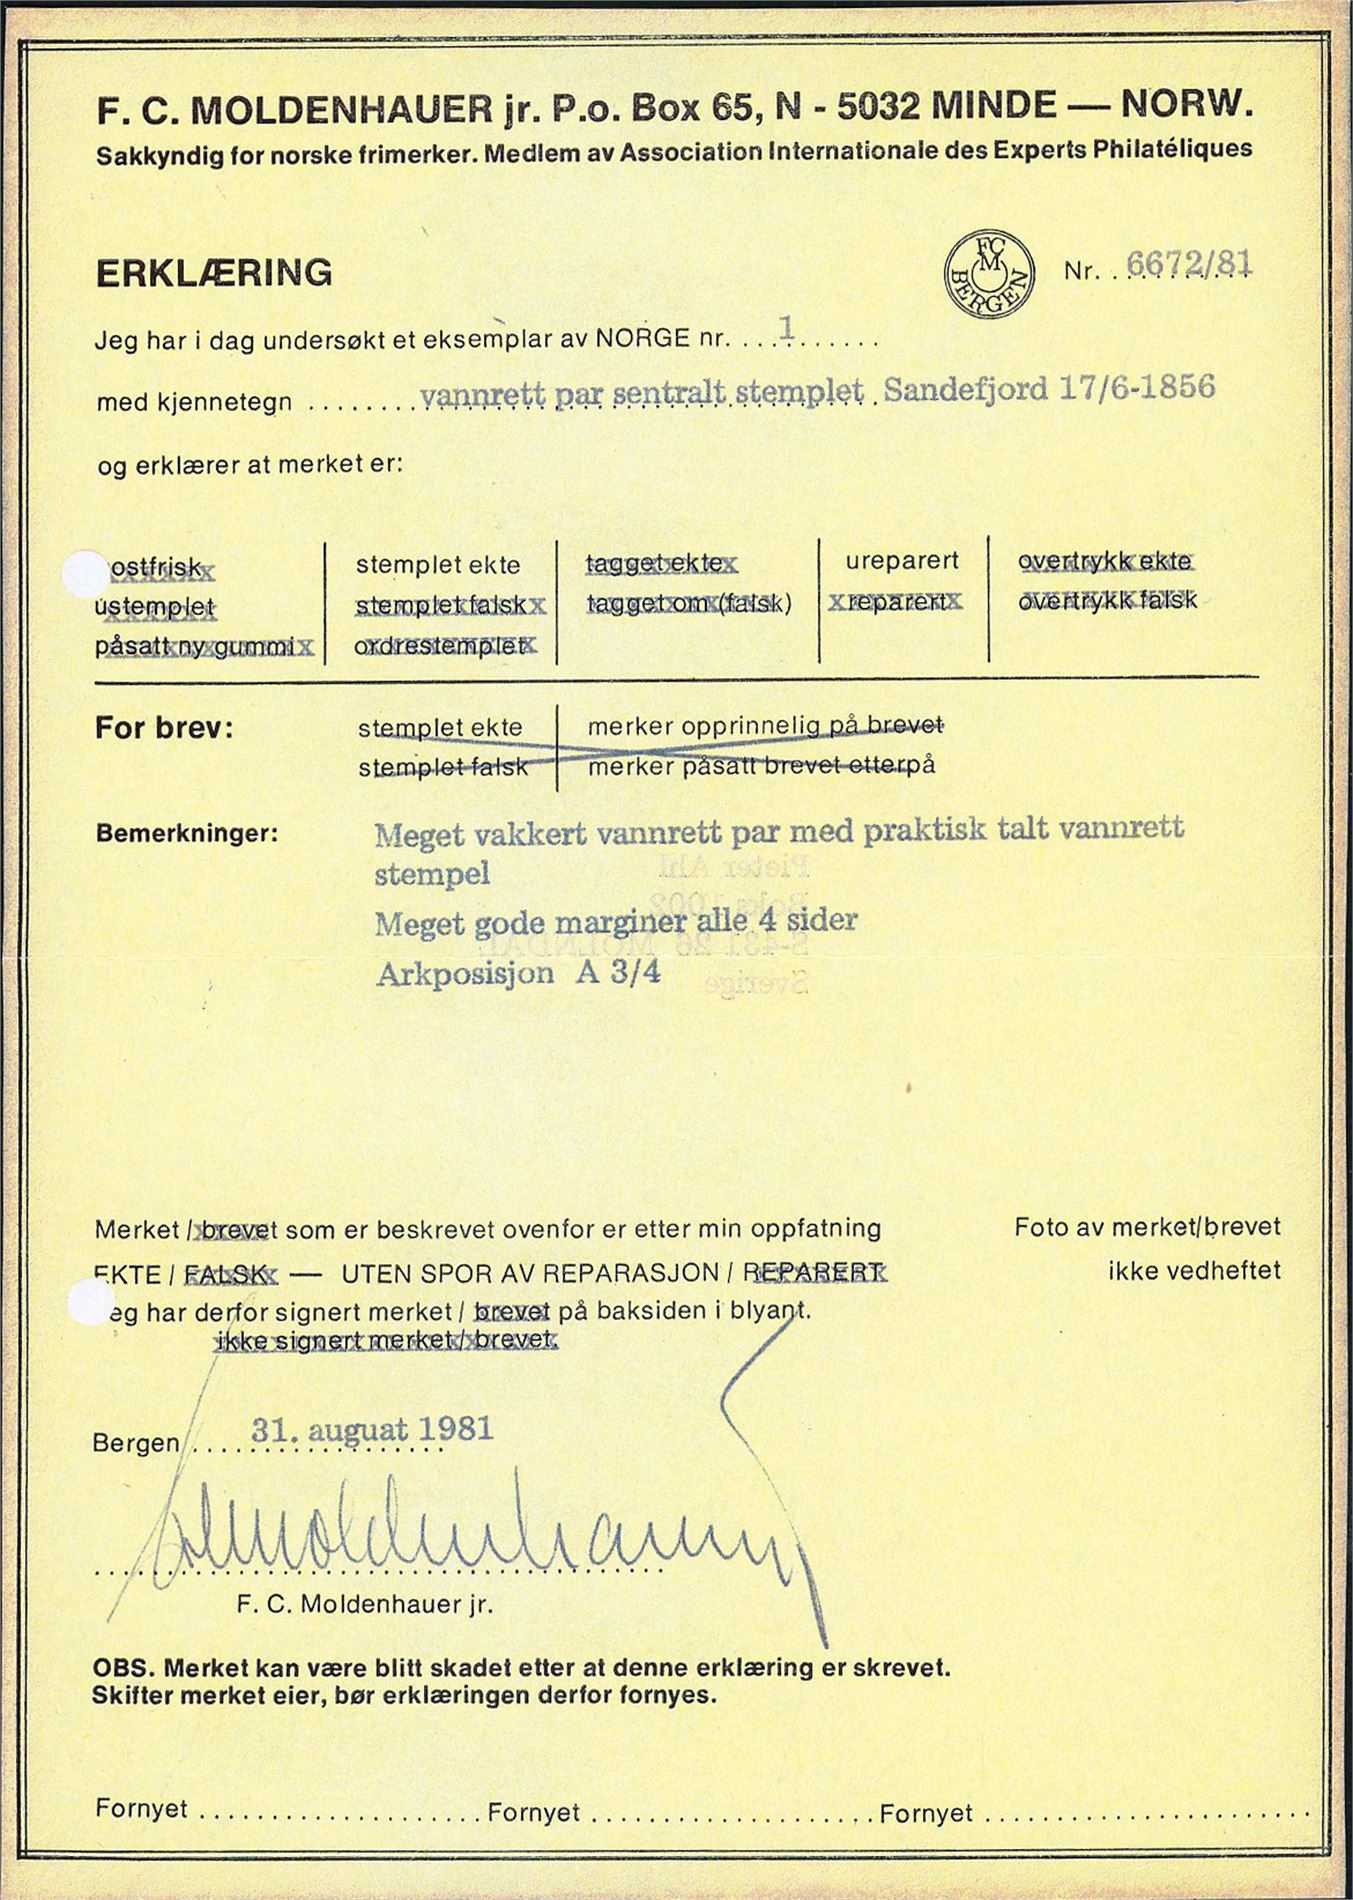 F. C. MOLDENHAUER jr. P.o. Box 65, N - 5032 MINDE — NORW.
Sakkyndig for norske frimerker. Medlem av Association Internationale des Experts Philatéliques
FCM BERGEN
ERKLÆRING Nr. . . 6672/81
Jeg har i dag undersøkt et eksemplar av NORGE nr. . . . 1 . . . . . .
med kjennetegn . . . . . . . . vannrett par sentralt stemplet. Sandefjord 17/6-1856
og erklærer at merket er:
ostfrisk stemplet ekte tagget ekte ureparert overtrykk ekte
ustemplet stemplet falsk x tagget om (falsk) x reparert overtrykk falsk
påsatt ny gummi x ordrestemplet
For brev: stemplet ekte merker opprinnelig på brevet
stemplet falsk merker påsatt brevet etterpå
Bemerkninger: Meget vakkert vannrett par med praktisk talt vannrett
stempel
Pieter Ahl
Meget gode marginer alle 4 sider
Arkposisjon A 3/4
Sverige
Merket / brevet som er beskrevet ovenfor er etter min oppfatning Foto av merket/brevet
EKTE / FALSK — UTEN SPOR AV REPARASJON / REPARERT ikke vedheftet
eg har derfor signert merket / brevet på baksiden i blyant.
ikke signert merket / brevet.
Bergen . . . 31. auguat 1981
F. C. Moldenhauer jr.
OBS. Merket kan være blitt skadet etter at denne erklæring er skrevet.
Skifter merket eier, bør erklæringen derfor fornyes.
Fornyet . . . . . . . . . . . . . . . . . . . . Fornyet . . . . . . . . . . . . . . . . . . . . Fornyet . . . . . . . . . . . . . . . . . . . . . . .